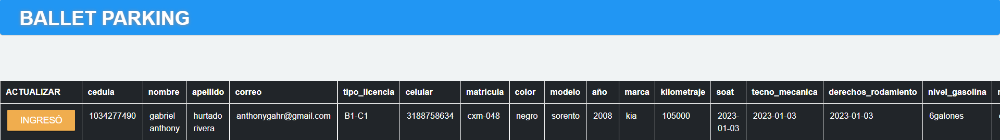 BALLET PARKING
ACTUALIZAR cedula nombre apellido correo tipo_licencia celular matricula color modelo año marca kilometraje soat tecno_mecanica derechos_rodamiento nivel_gasolina
INGRESÓ 1034277490 gabriel hurtado anthonygahr@gmail.com B1-C1 3188758634 cxm-048 negro sorento 2008 kia 105000 2023- 2023-01-03 2023-01-03 6galones
anthony rivera 01-03